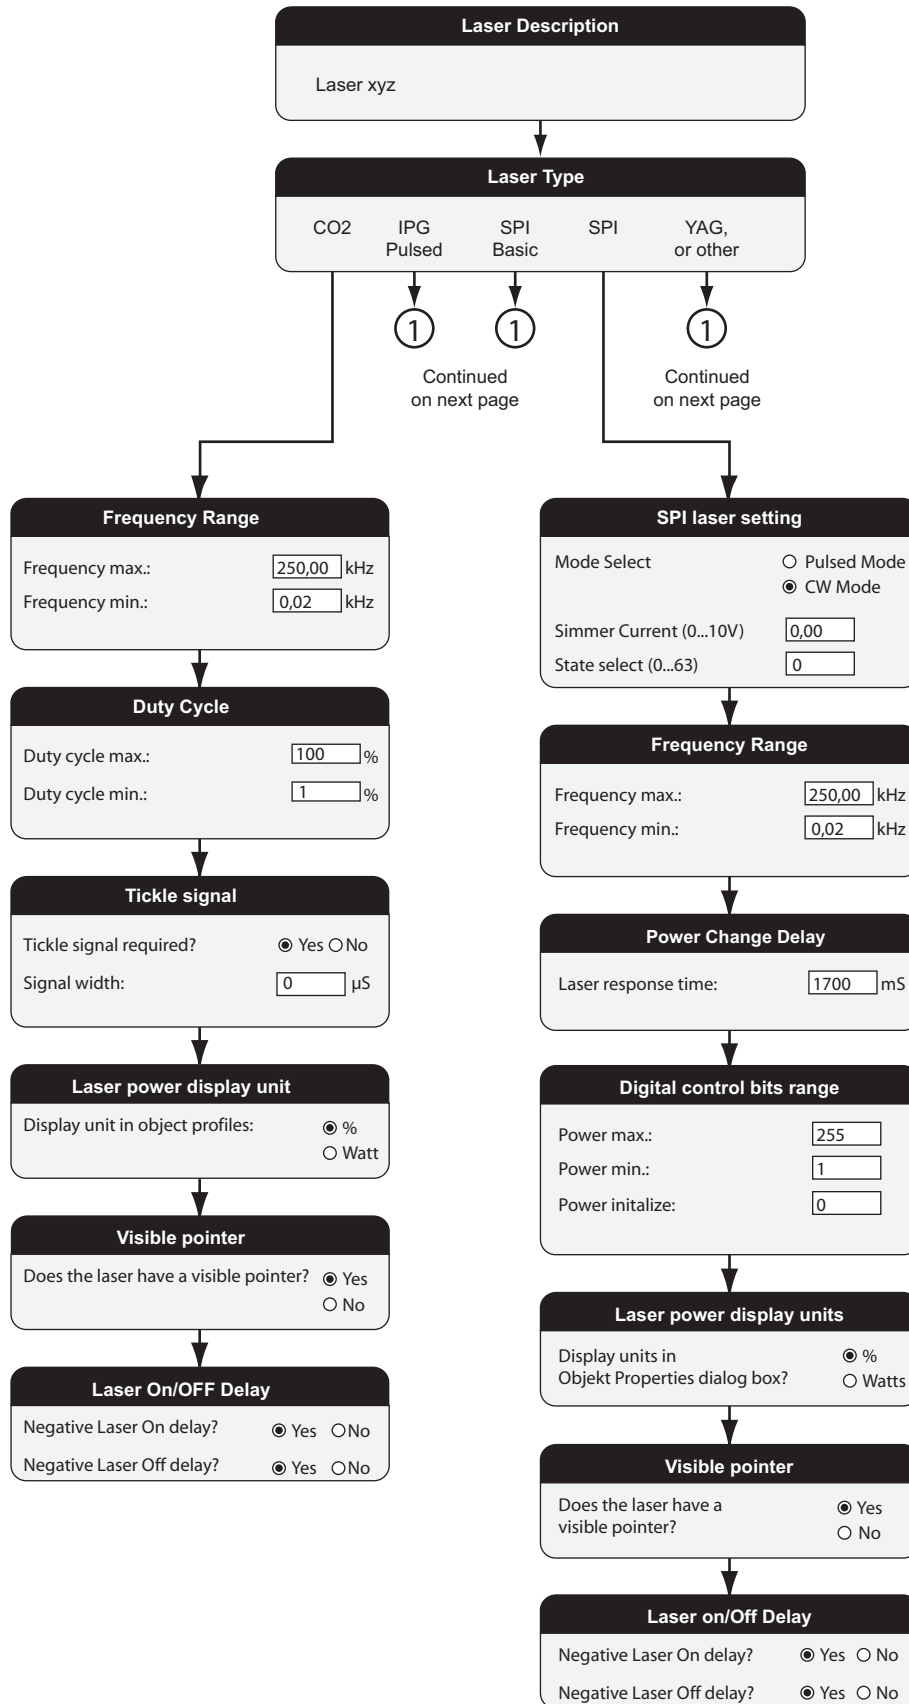 Laser Description
Laser xyz
Laser Type
CO2 IPG Pulsed SPI Basic SPI YAG, or other
1 1 1
Continued on next page
Continued on next page
Frequency Range
Frequency max.: 250,00 kHz
Frequency min.: 0,02 kHz
Duty Cycle
Duty cycle max.: 100 %
Duty cycle min.: 1 %
Tickle signal
Tickle signal required? Yes No
Signal width: 0 µS
Laser power display unit
Display unit in object profiles: %
Watt
Visible pointer
Does the laser have a visible pointer? Yes
No
Laser On/OFF Delay
Negative Laser On delay? Yes No
Negative Laser Off delay? Yes No
SPI laser setting
Mode Select Pulsed Mode
CW Mode
Simmer Current (0...10V) 0,00
State select (0...63) 0
Frequency Range
Frequency max.: 250,00 kHz
Frequency min.: 0,02 kHz
Power Change Delay
Laser response time: 1700 mS
Digital control bits range
Power max.: 255
Power min.: 1
Power initalize: 0
Laser power display units
Display units in %
Objekt Properties dialog box? Watts
Visible pointer
Does the laser have a Yes
visible pointer? No
Laser on/Off Delay
Negative Laser On delay? Yes No
Negative Laser Off delay? Yes No